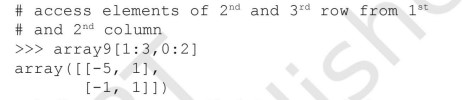 # access elements of 2nd and 3rd row from 1st
# and 2nd column
>>> array9[1:3,0:2]
array([[-5, 1],
       [-1, 1]])